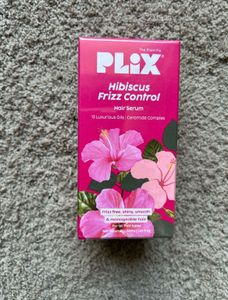 The Plant Fix
PLIX
Hibiscus
Frizz Control
Hair Serum
13 Luxurious Oils | Ceramide Complex
Frizz free, shiny, smooth
& manageable hair